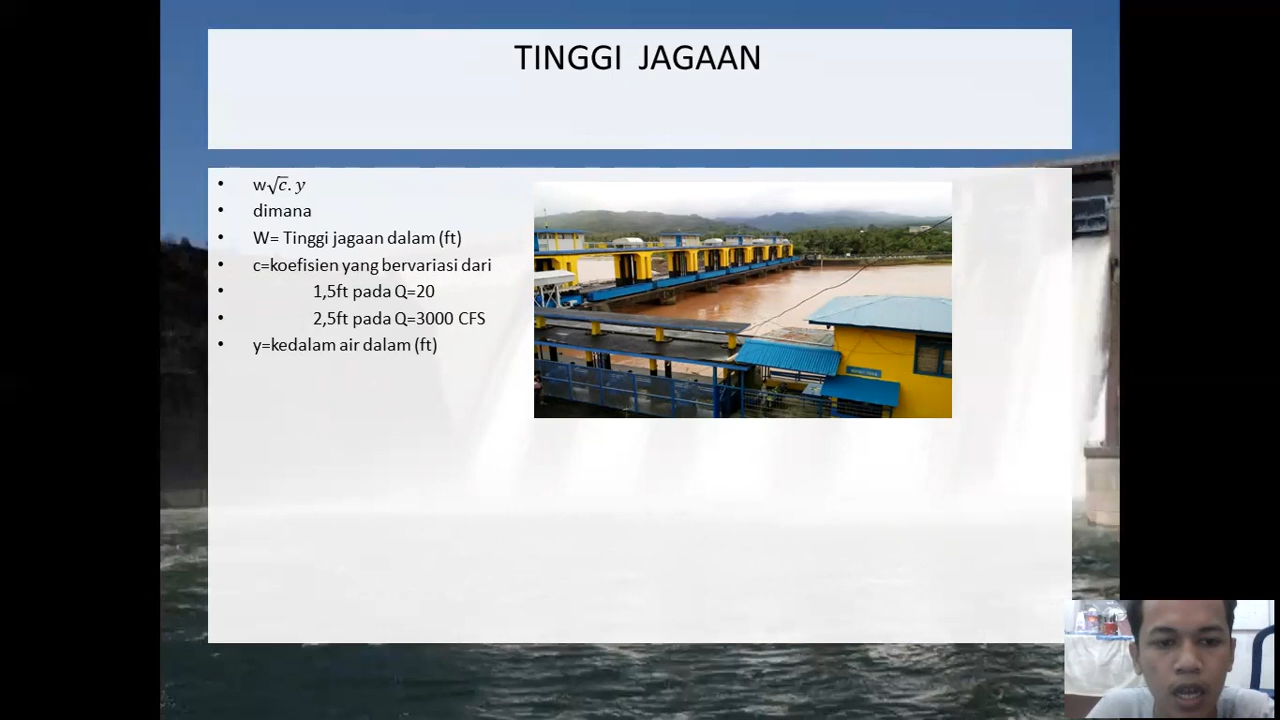 TINGGI JAGAAN
• w√c. y
• dimana
• W= Tinggi jagaan dalam (ft)
• c=koefisien yang bervariasi dari
• 1,5ft pada Q=20
• 2,5ft pada Q=3000 CFS
• y=kedalam air dalam (ft)